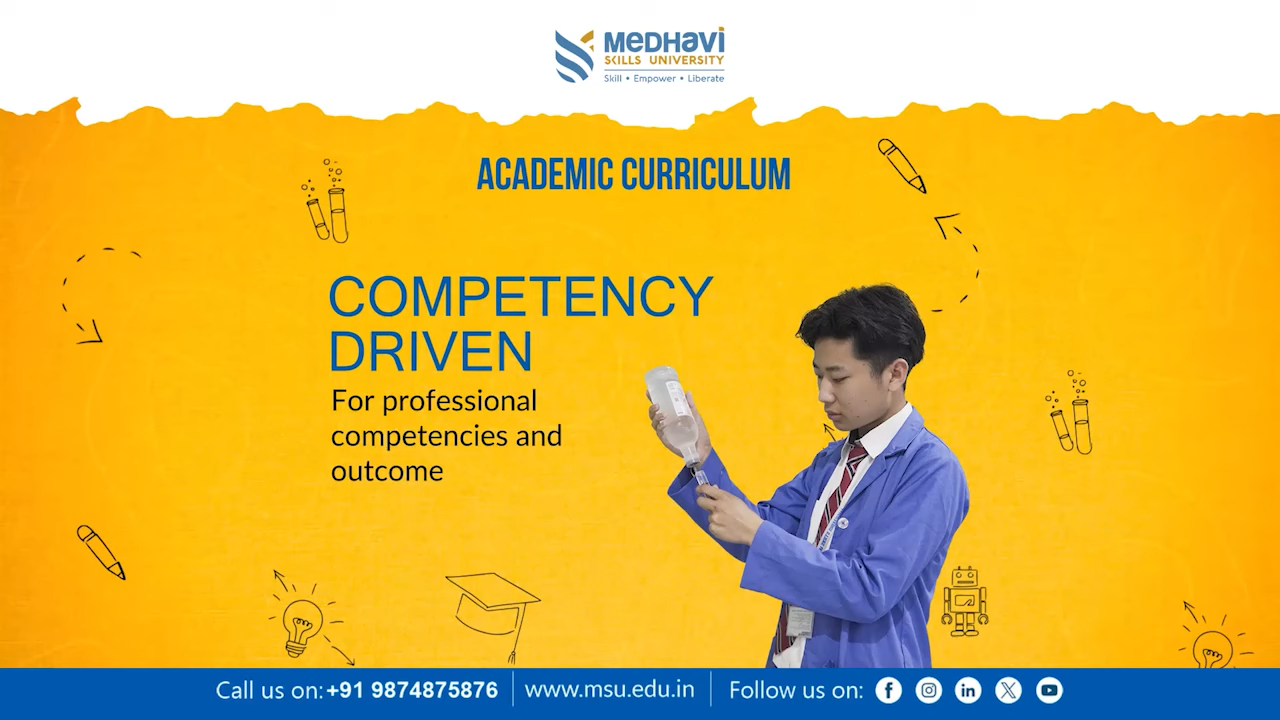 MEDHAVI
SKILLS UNIVERSITY
Skill • Empower • Liberate
ACADEMIC CURRICULUM
COMPETENCY
DRIVEN
For professional
competencies and
outcome
Call us on: +91 9874875876 www.msu.edu.in Follow us on: